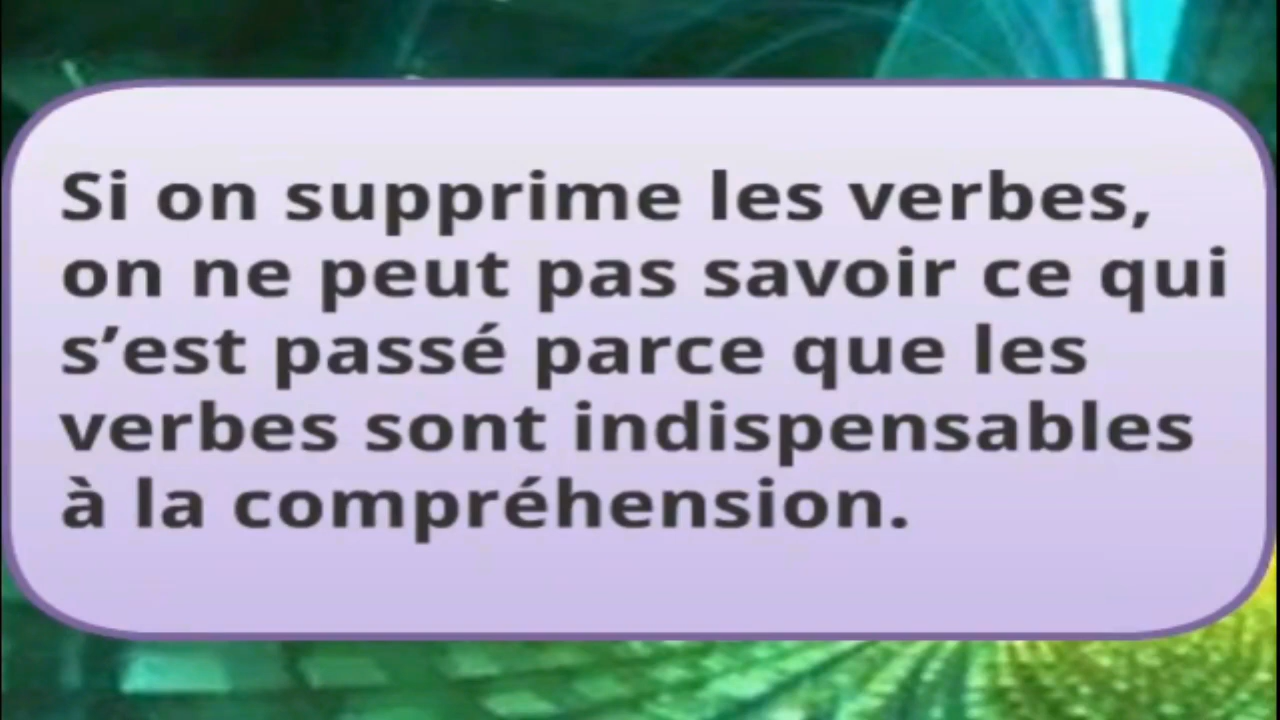 Si on supprime les verbes,
on ne peut pas savoir ce qui
s’est passé parce que les
verbes sont indispensables
à la compréhension.